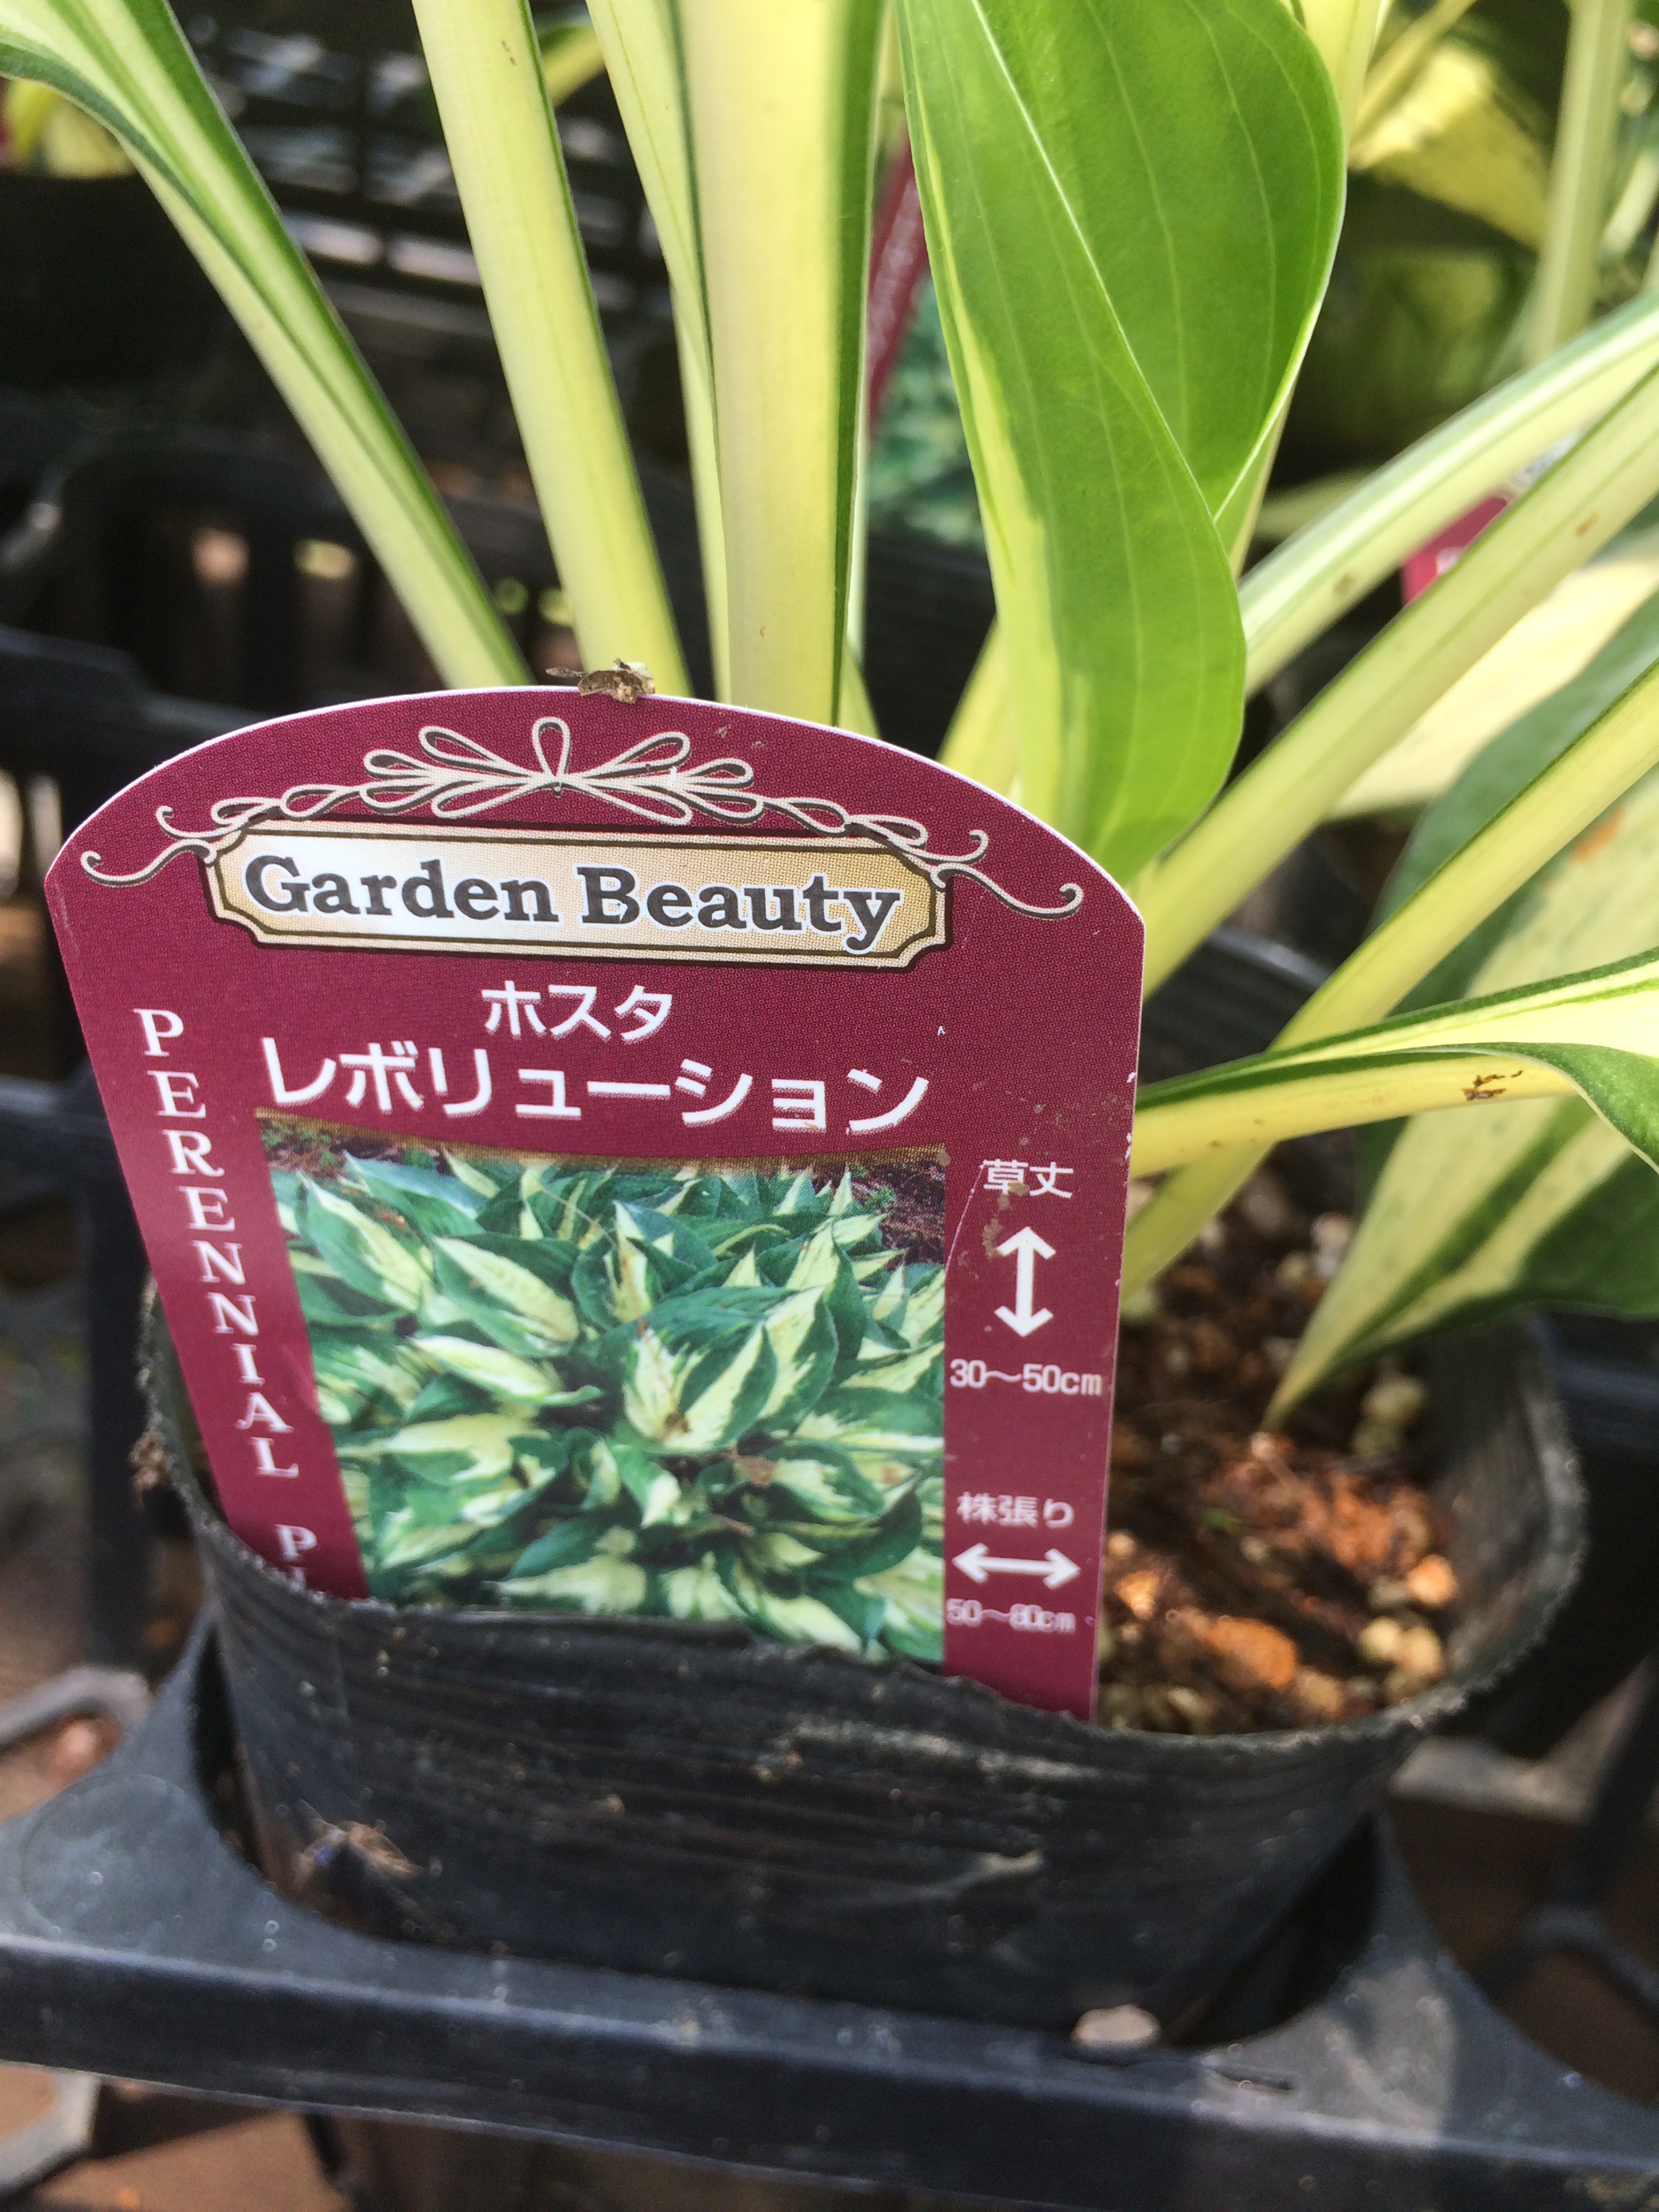 Garden Beauty
ホスタ
レボリューション
PERENNIAL
草丈
30～50cm
株張り
50～80cm